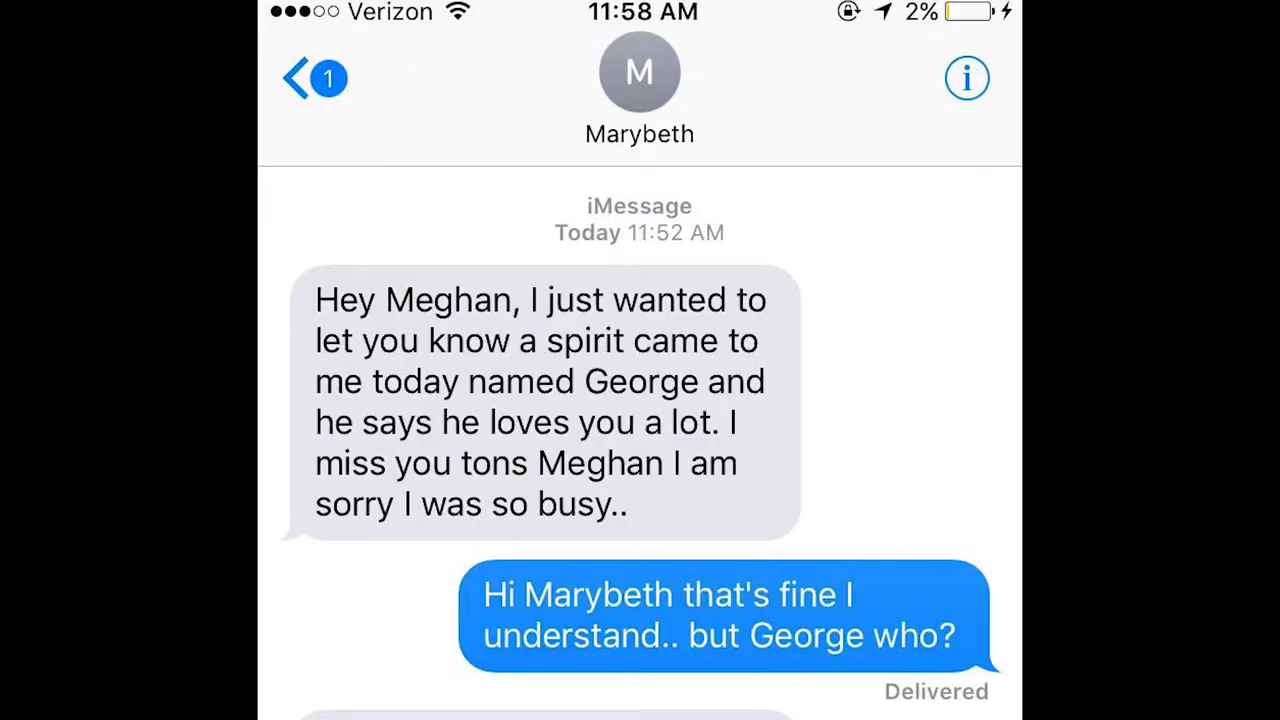 Verizon 11:58 AM 2%
1
M
i
Marybeth
iMessage
Today 11:52 AM
Hey Meghan, I just wanted to
let you know a spirit came to
me today named George and
he says he loves you a lot. I
miss you tons Meghan I am
sorry I was so busy..
Hi Marybeth that's fine I
understand.. but George who?
Delivered